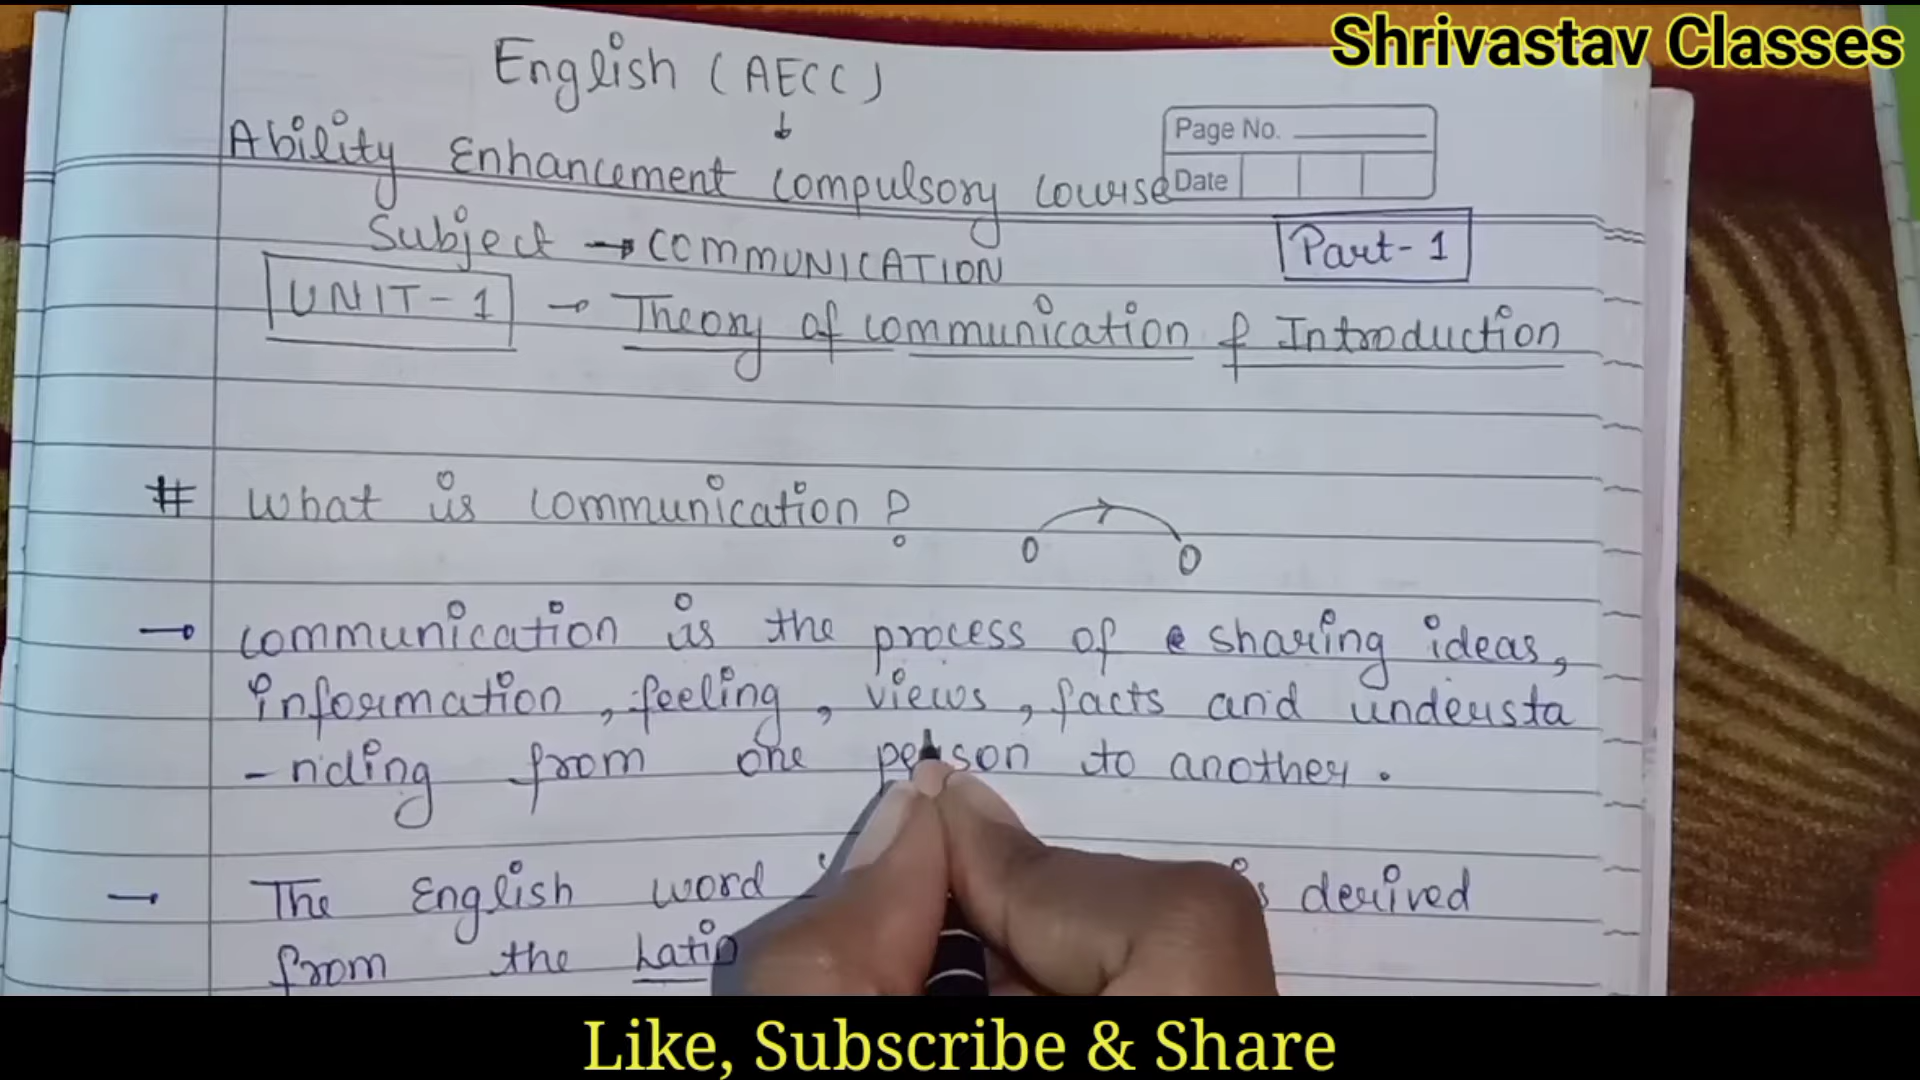 Shrivastav Classes
English (AECC)
Ability Enhancement Compulsory Course
Page No.
Date
Subject → COMMUNICATION
Part-1
UNIT-1 → Theory of communication & Introduction
# What is communication?
→ communication is the process of sharing ideas,
information, feeling, views, facts and understa
-nding from one person to another.
→ The English word is derived
from the Latin
Like, Subscribe & Share